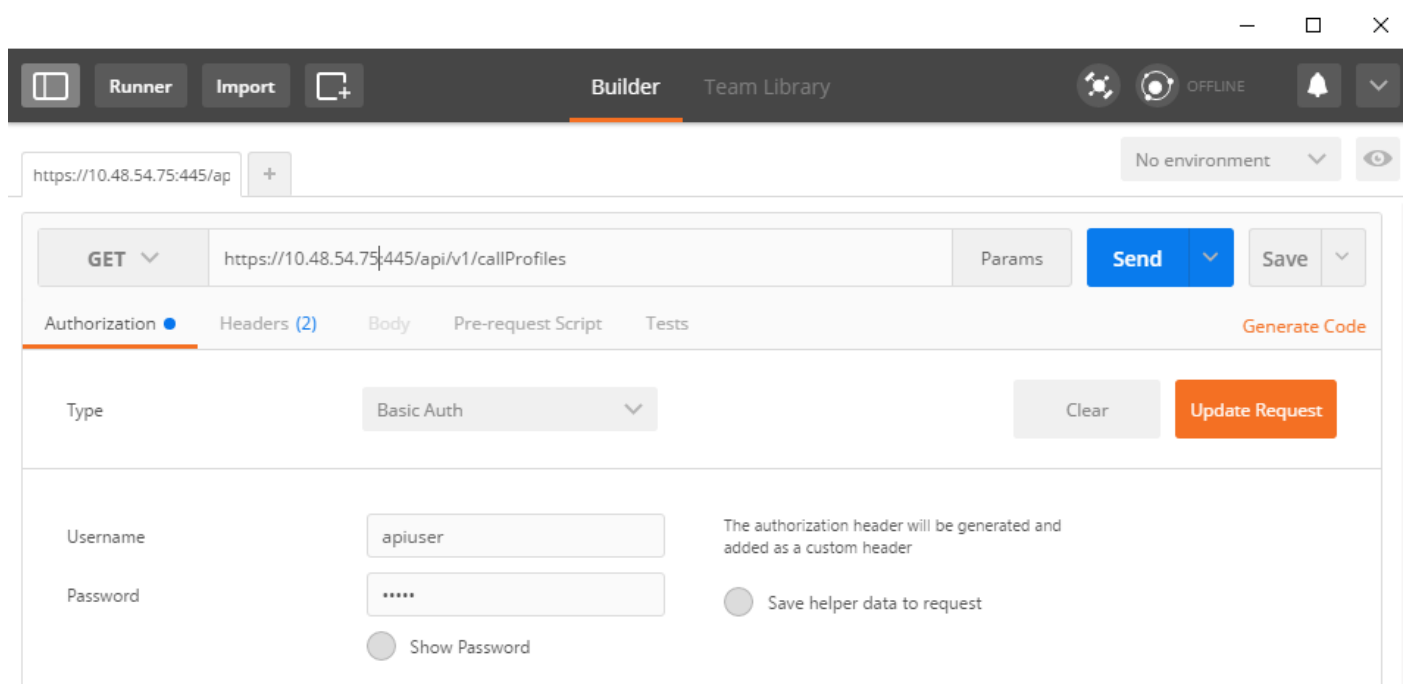 Runner Import Builder Team Library OFFLINE
https://10.48.54.75:445/ap + No environment
GET https://10.48.54.75:445/api/v1/callProfiles Params Send Save
Authorization Headers (2) Body Pre-request Script Tests Generate Code
Type Basic Auth Clear Update Request
Username apiuser The authorization header will be generated and
added as a custom header
Password ••••• Save helper data to request
Show Password